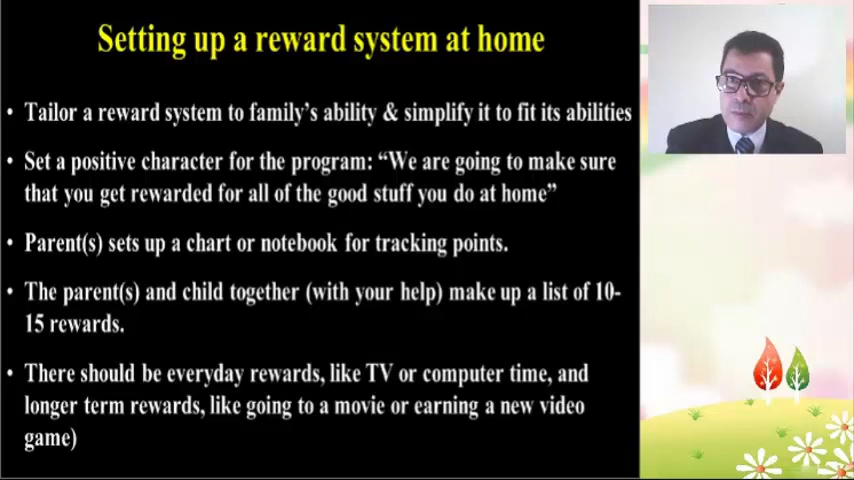 Setting up a reward system at home
• Tailor a reward system to family's ability & simplify it to fit its abilities
• Set a positive character for the program: “We are going to make sure
that you get rewarded for all of the good stuff you do at home”
• Parent(s) sets up a chart or notebook for tracking points.
• The parent(s) and child together (with your help) make up a list of 10-
15 rewards.
• There should be everyday rewards, like TV or computer time, and
longer term rewards, like going to a movie or earning a new video
game)